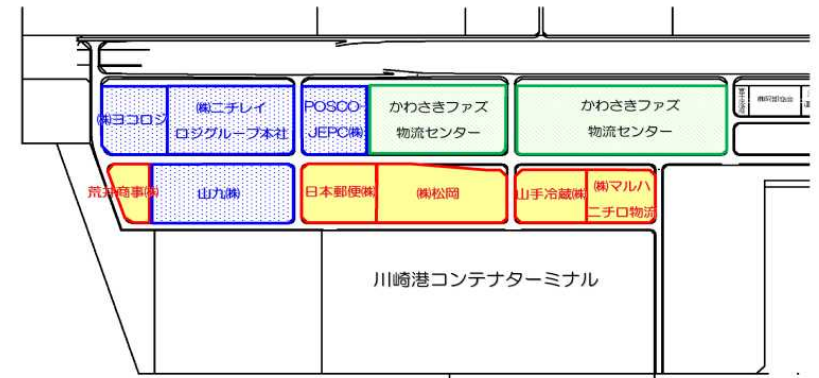 ㈱ヨコロジ
㈱ニチレイ
ロジグループ本社
POSCO-
JEPC㈱
かわさきファズ
物流センター
かわさきファズ
物流センター
荒井商事㈱
山九㈱
日本郵便㈱
㈱松岡
山手冷蔵㈱
㈱マルハ
ニチロ物流
川崎港コンテナターミナル